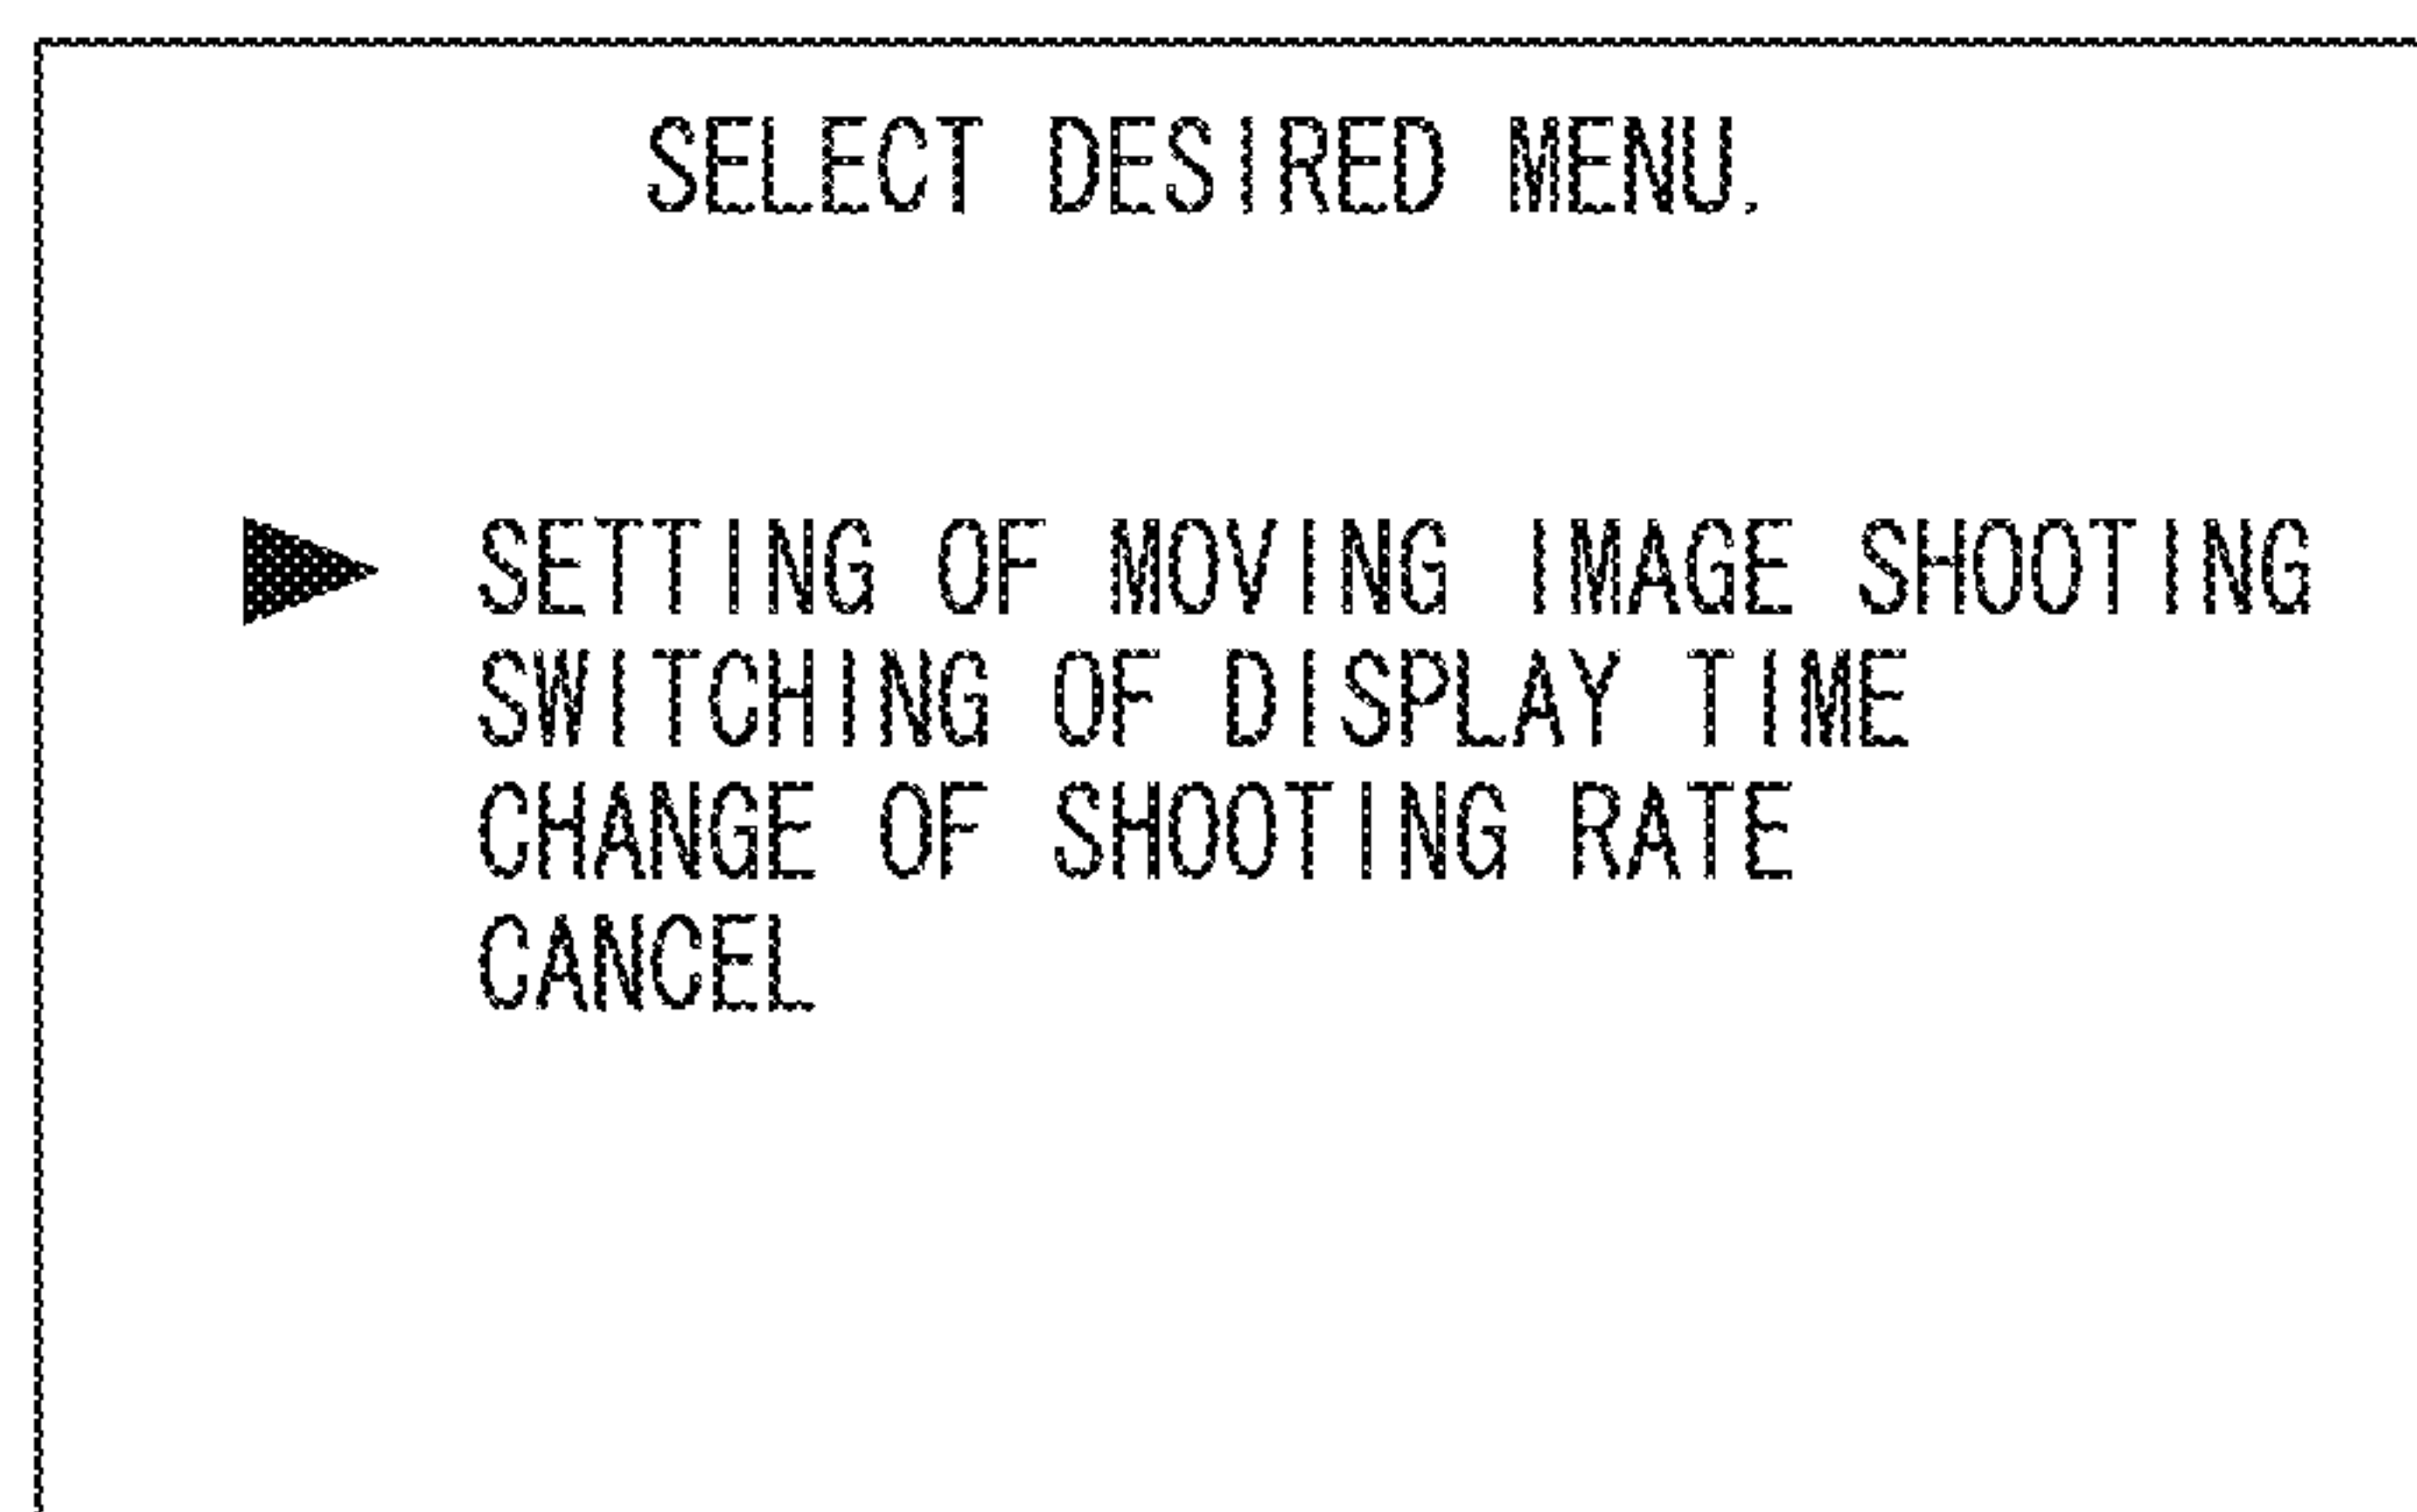 SELECT DESIRED MENU.
SETTING OF MOVING IMAGE SHOOTING
SWITCHING OF DISPLAY TIME
CHANGE OF SHOOTING RATE
CANCEL